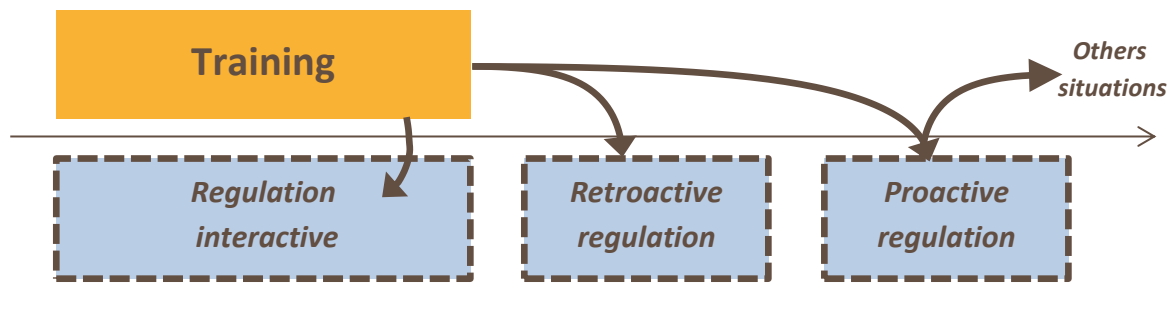 Training
Others
situations
Regulation
interactive
Retroactive
regulation
Proactive
regulation